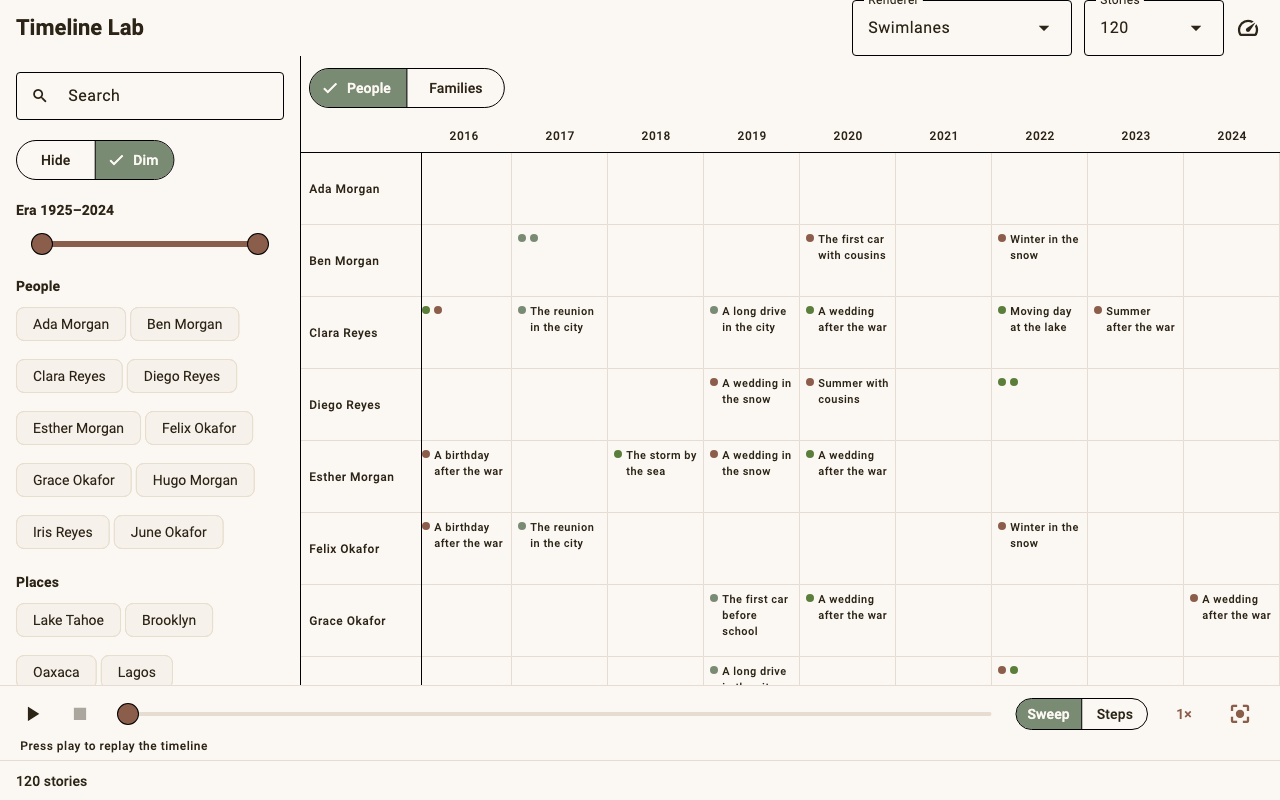 Timeline Lab
Renderer
Swimlanes
Stories
120
Search
Hide
Dim
Era 1925–2024
People
Ada Morgan
Ben Morgan
Clara Reyes
Diego Reyes
Esther Morgan
Felix Okafor
Grace Okafor
Hugo Morgan
Iris Reyes
June Okafor
Places
Lake Tahoe
Brooklyn
Oaxaca
Lagos
People
Families
2016 2017 2018 2019 2020 2021 2022 2023 2024
Ada Morgan
Ben Morgan
The first car
with cousins
Winter in the
snow
Clara Reyes
The reunion
in the city
A long drive
in the city
A wedding
after the war
Moving day
at the lake
Summer
after the war
Diego Reyes
A wedding in
the snow
Summer with
cousins
Esther Morgan
A birthday
after the war
The storm by
the sea
A wedding in
the snow
A wedding
after the war
Felix Okafor
A birthday
after the war
The reunion
in the city
Winter in the
snow
Grace Okafor
The first car
before
school
A wedding
after the war
A wedding
after the war
A long drive
Sweep
Steps
1×
Press play to replay the timeline
120 stories